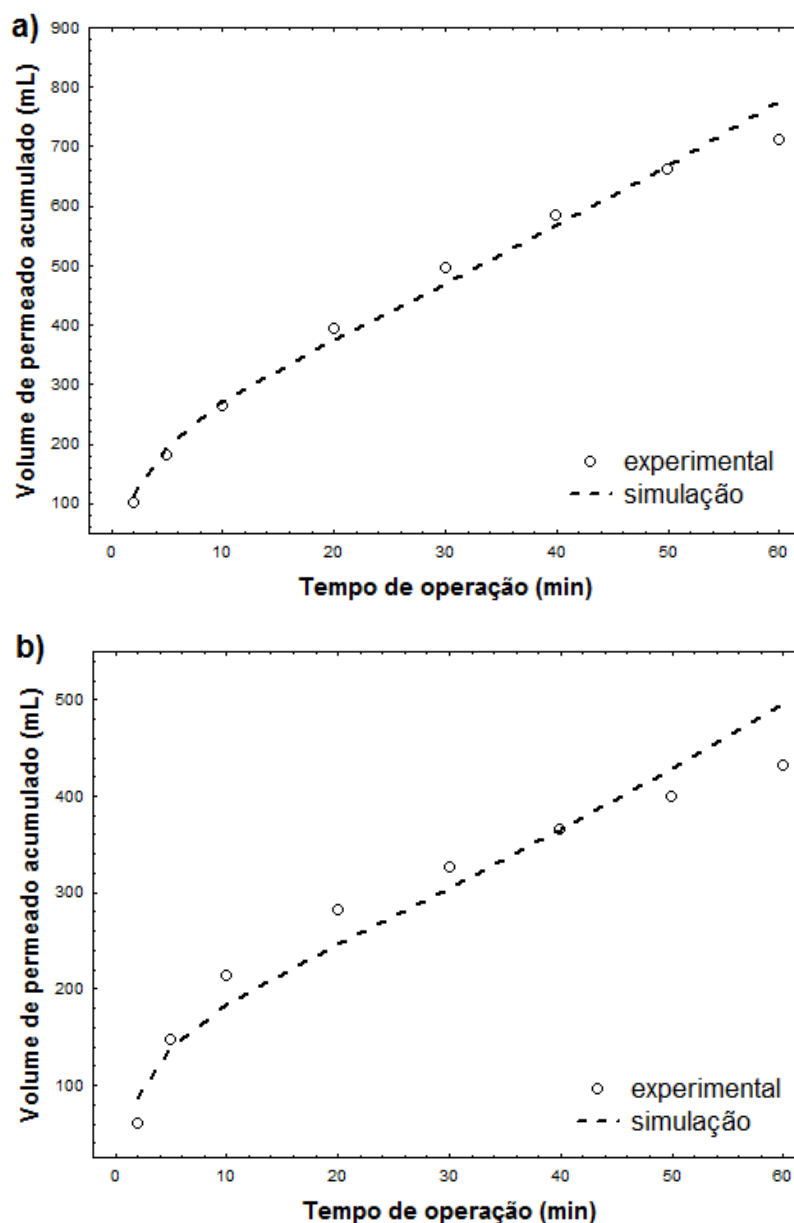 a)
Volume de permeado acumulado (mL)
900
800
700
600
500
400
300
200
100
0 10 20 30 40 50 60
experimental
simulação
Tempo de operação (min)
b)
Volume de permeado acumulado (mL)
500
400
300
200
100
0 10 20 30 40 50 60
experimental
simulação
Tempo de operação (min)